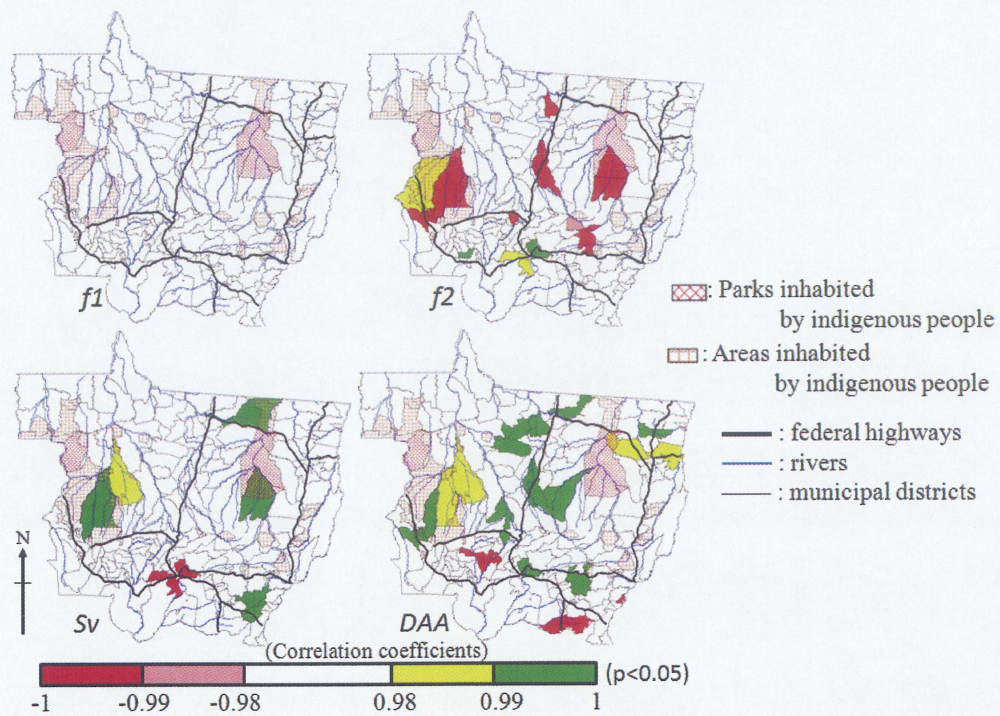 f1
f2
: Parks inhabited
by indigenous people
: Areas inhabited
by indigenous people
: federal highways
: rivers
: municipal districts
N
Sv
DAA
(Correlation coefficients)
(p<0.05)
-1 -0.99 -0.98 0.98 0.99 1